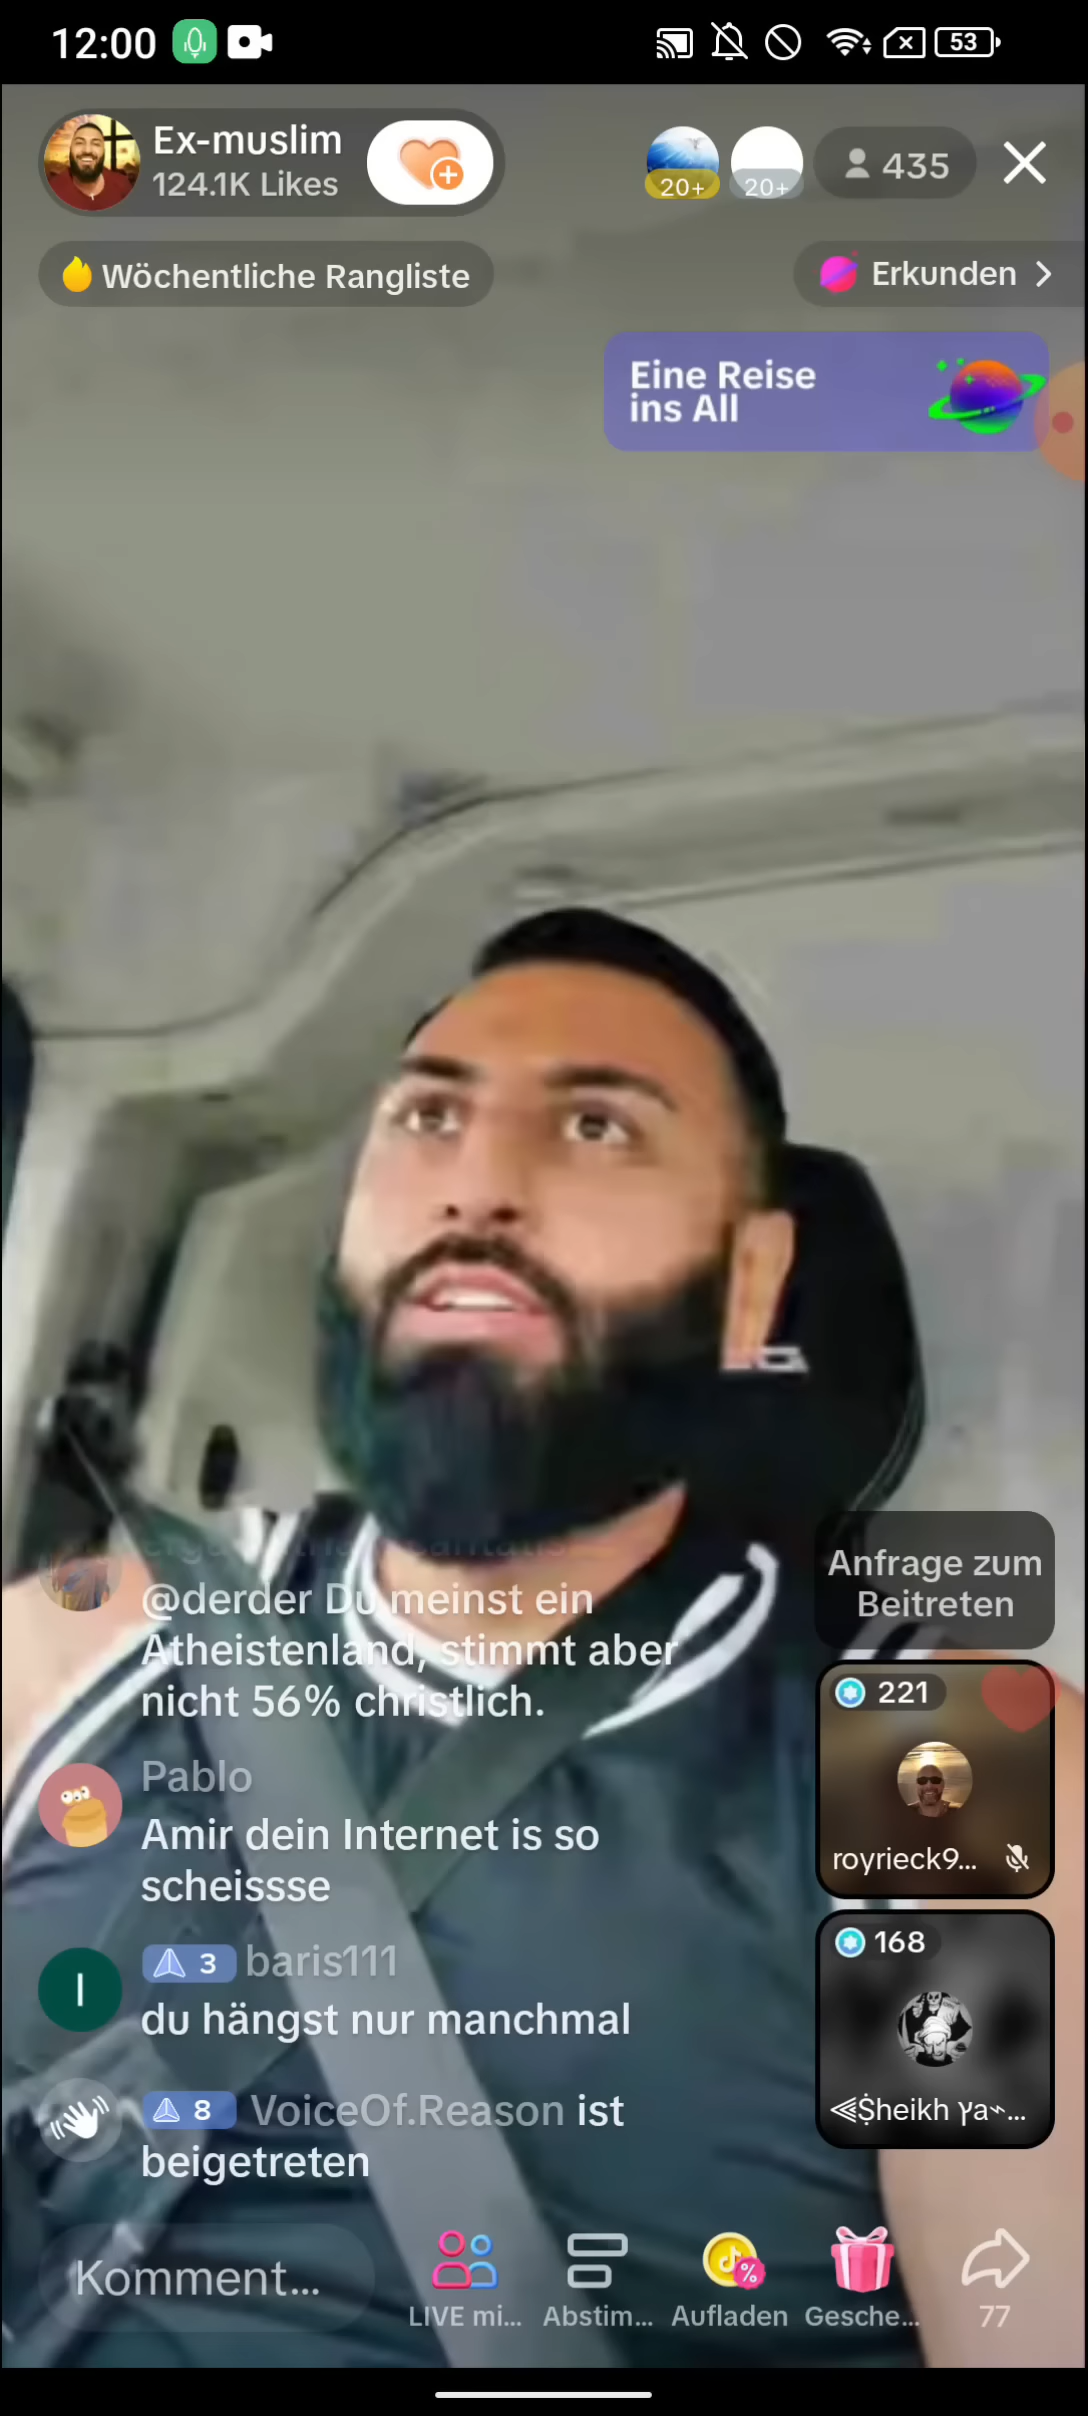 12:00
53
Ex-muslim
124.1K Likes
20+
20+
435
Wöchentliche Rangliste
Erkunden
Eine Reise
ins All
Anfrage zum
Beitreten
@derder Du meinst ein
Atheistenland, stimmt aber
nicht 56% christlich.
221
royrieck9...
Pablo
Amir dein Internet is so
scheissse
168
3 baris111
du hängst nur manchmal
8 VoiceOf.Reason ist
beigetreten
Komment...
LIVE mi...
Abstim...
Aufladen
Gesche...
77